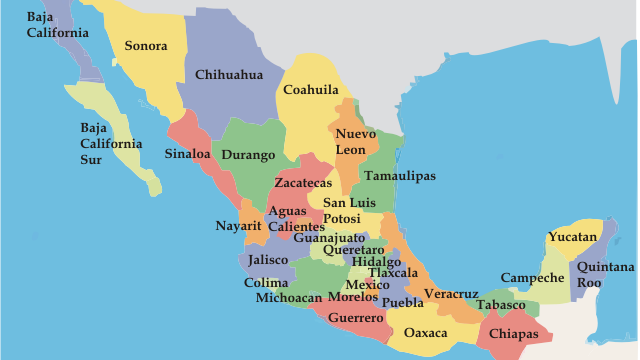 Baja
California
Sonora
Chihuahua
Coahuila
Baja
California
Sur
Sinaloa
Durango
Nuevo
Leon
Tamaulipas
Zacatecas
San Luis
Potosi
Nayarit
Aguas
Calientes
Guanajuato
Queretaro
Hidalgo
Jalisco
Tlaxcala
Colima
Mexico
Michoacan
Morelos
Puebla
Veracruz
Guerrero
Oaxaca
Tabasco
Chiapas
Campeche
Yucatan
Quintana
Roo